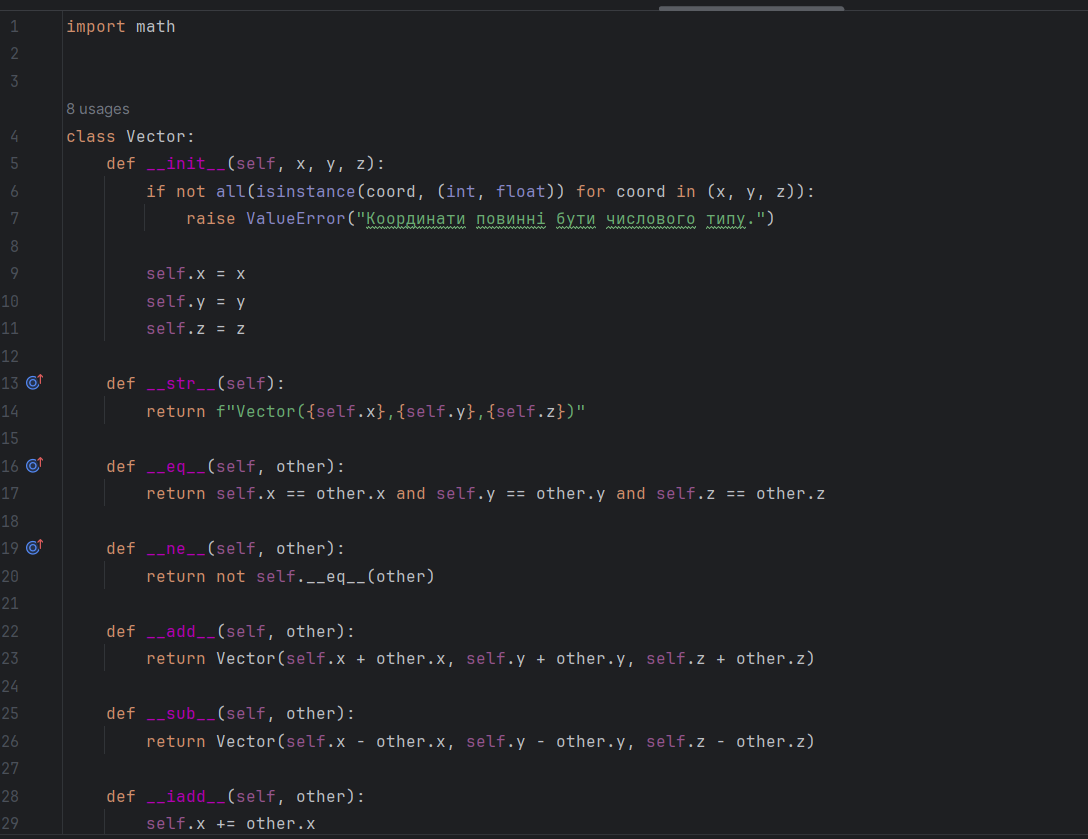 1 import math
2
3
8 usages
4 class Vector:
5     def __init__(self, x, y, z):
6         if not all(isinstance(coord, (int, float)) for coord in (x, y, z)):
7             raise ValueError("Координати повинні бути числового типу.")
8
9         self.x = x
10         self.y = y
11         self.z = z
12
13     def __str__(self):
14         return f"Vector({self.x},{self.y},{self.z})"
15
16     def __eq__(self, other):
17         return self.x == other.x and self.y == other.y and self.z == other.z
18
19     def __ne__(self, other):
20         return not self.__eq__(other)
21
22     def __add__(self, other):
23         return Vector(self.x + other.x, self.y + other.y, self.z + other.z)
24
25     def __sub__(self, other):
26         return Vector(self.x - other.x, self.y - other.y, self.z - other.z)
27
28     def __iadd__(self, other):
29         self.x += other.x